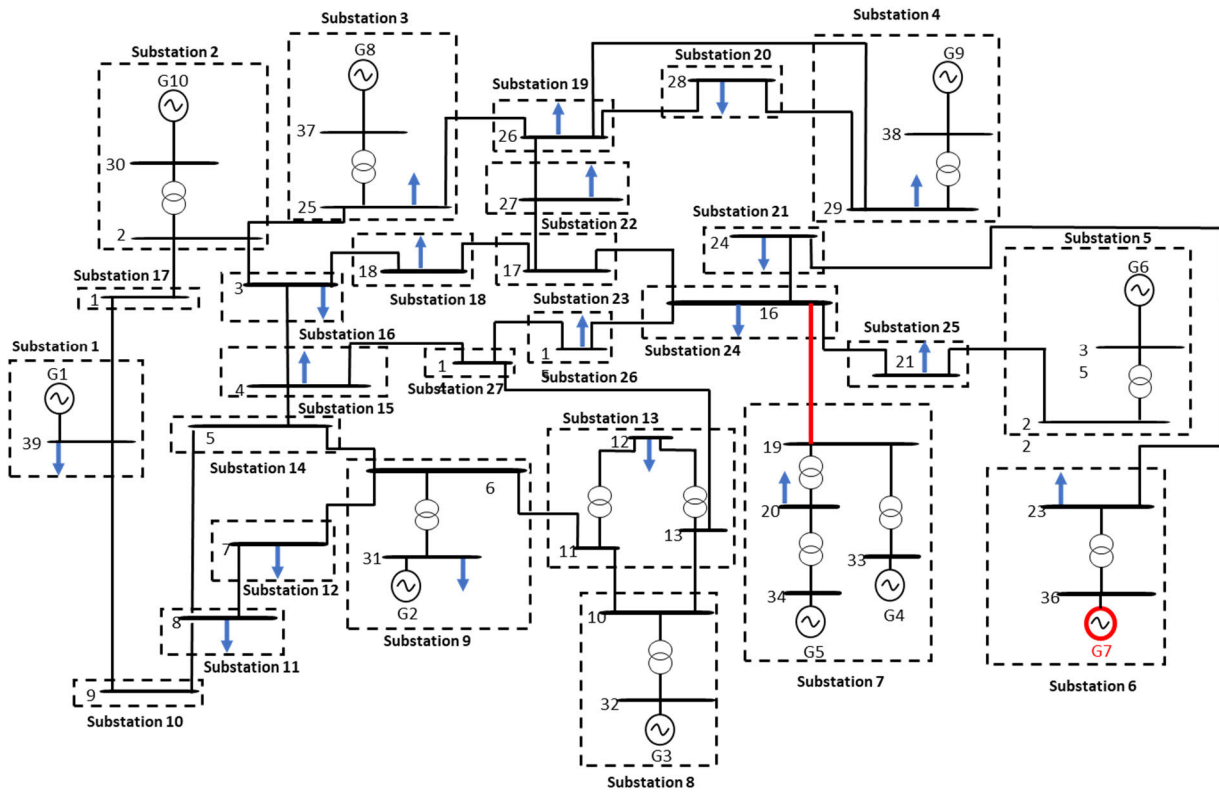 Substation 3
Substation 4
Substation 2
G8
Substation 20
G9
G10
28
Substation 19
37
26
38
30
27
25
29
Substation 22
Substation 21
2
24
Substation 5
18
17
G6
Substation 17
3
Substation 18
Substation 23
1
16
Substation 25
Substation 16
Substation 1
1
5
Substation 24
3
5
G1
1
4
Substation 26
21
4
Substation 27
Substation 15
Substation 13
2
2
39
5
12
19
Substation 14
6
20
23
7
13
31
11
33
Substation 12
34
36
G2
8
10
G4
Substation 9
G5
G7
Substation 11
Substation 7
Substation 6
9
32
Substation 10
G3
Substation 8